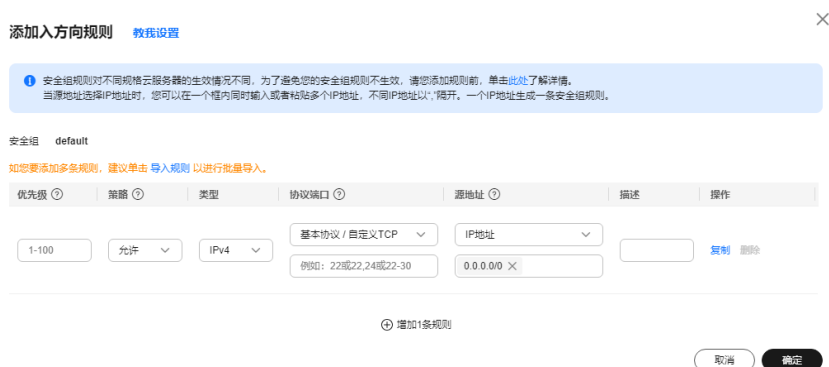 添加入方向规则 教我设置
安全组规则对不同规格云服务器的生效情况不同，为了避免您的安全组规则不生效，请您添加规则前，单击此处了解详情。
当源地址选择IP地址时，您可以在一个框内同时输入或者粘贴多个IP地址，不同IP地址以“,”隔开。一个IP地址生成一条安全组规则。
安全组 default
如您要添加多条规则，建议单击 导入规则 以进行批量导入。
优先级 策略 类型 协议端口 源地址 描述 操作
基本协议 / 自定义TCP IP地址
1-100 允许 IPv4 复制 删除
例如：22或22,24或22-30 0.0.0.0/0
增加1条规则
取消 确定